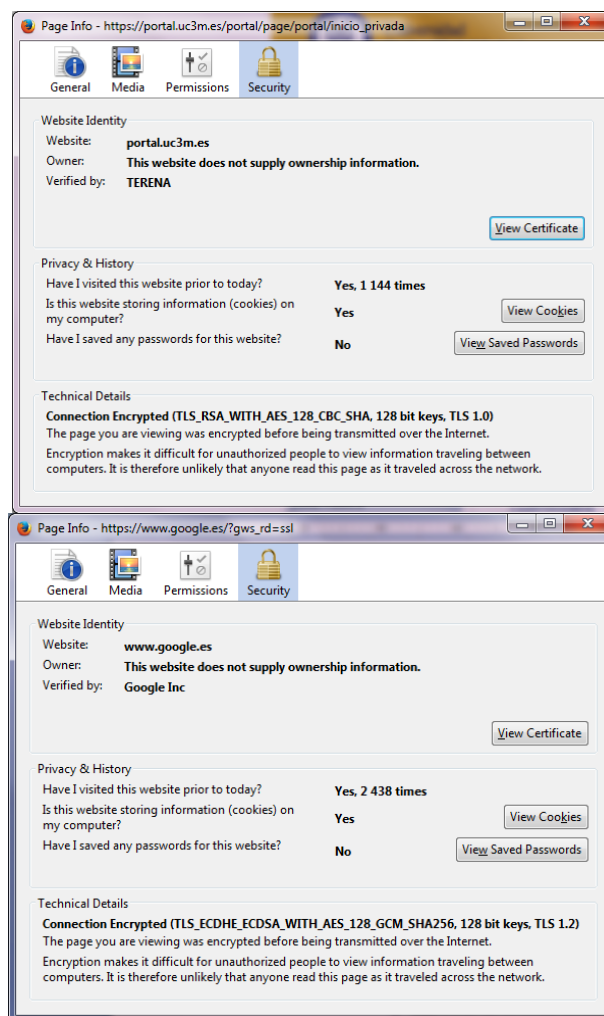 Page Info - https://portal.uc3m.es/portal/page/portal/inicio_privada
General Media Permissions Security
Website Identity
Website: portal.uc3m.es
Owner: This website does not supply ownership information.
Verified by: TERENA
View Certificate
Privacy & History
Have I visited this website prior to today? Yes, 1 144 times
Is this website storing information (cookies) on
my computer? Yes View Cookies
Have I saved any passwords for this website? No View Saved Passwords
Technical Details
Connection Encrypted (TLS_RSA_WITH_AES_128_CBC_SHA, 128 bit keys, TLS 1.0)
The page you are viewing was encrypted before being transmitted over the Internet.
Encryption makes it difficult for unauthorized people to view information traveling between
computers. It is therefore unlikely that anyone read this page as it traveled across the network.
Page Info - https://www.google.es/?gws_rd=ssl
General Media Permissions Security
Website Identity
Website: www.google.es
Owner: This website does not supply ownership information.
Verified by: Google Inc
View Certificate
Privacy & History
Have I visited this website prior to today? Yes, 2 438 times
Is this website storing information (cookies) on
my computer? Yes View Cookies
Have I saved any passwords for this website? No View Saved Passwords
Technical Details
Connection Encrypted (TLS_ECDHE_ECDSA_WITH_AES_128_GCM_SHA256, 128 bit keys, TLS 1.2)
The page you are viewing was encrypted before being transmitted over the Internet.
Encryption makes it difficult for unauthorized people to view information traveling between
computers. It is therefore unlikely that anyone read this page as it traveled across the network.